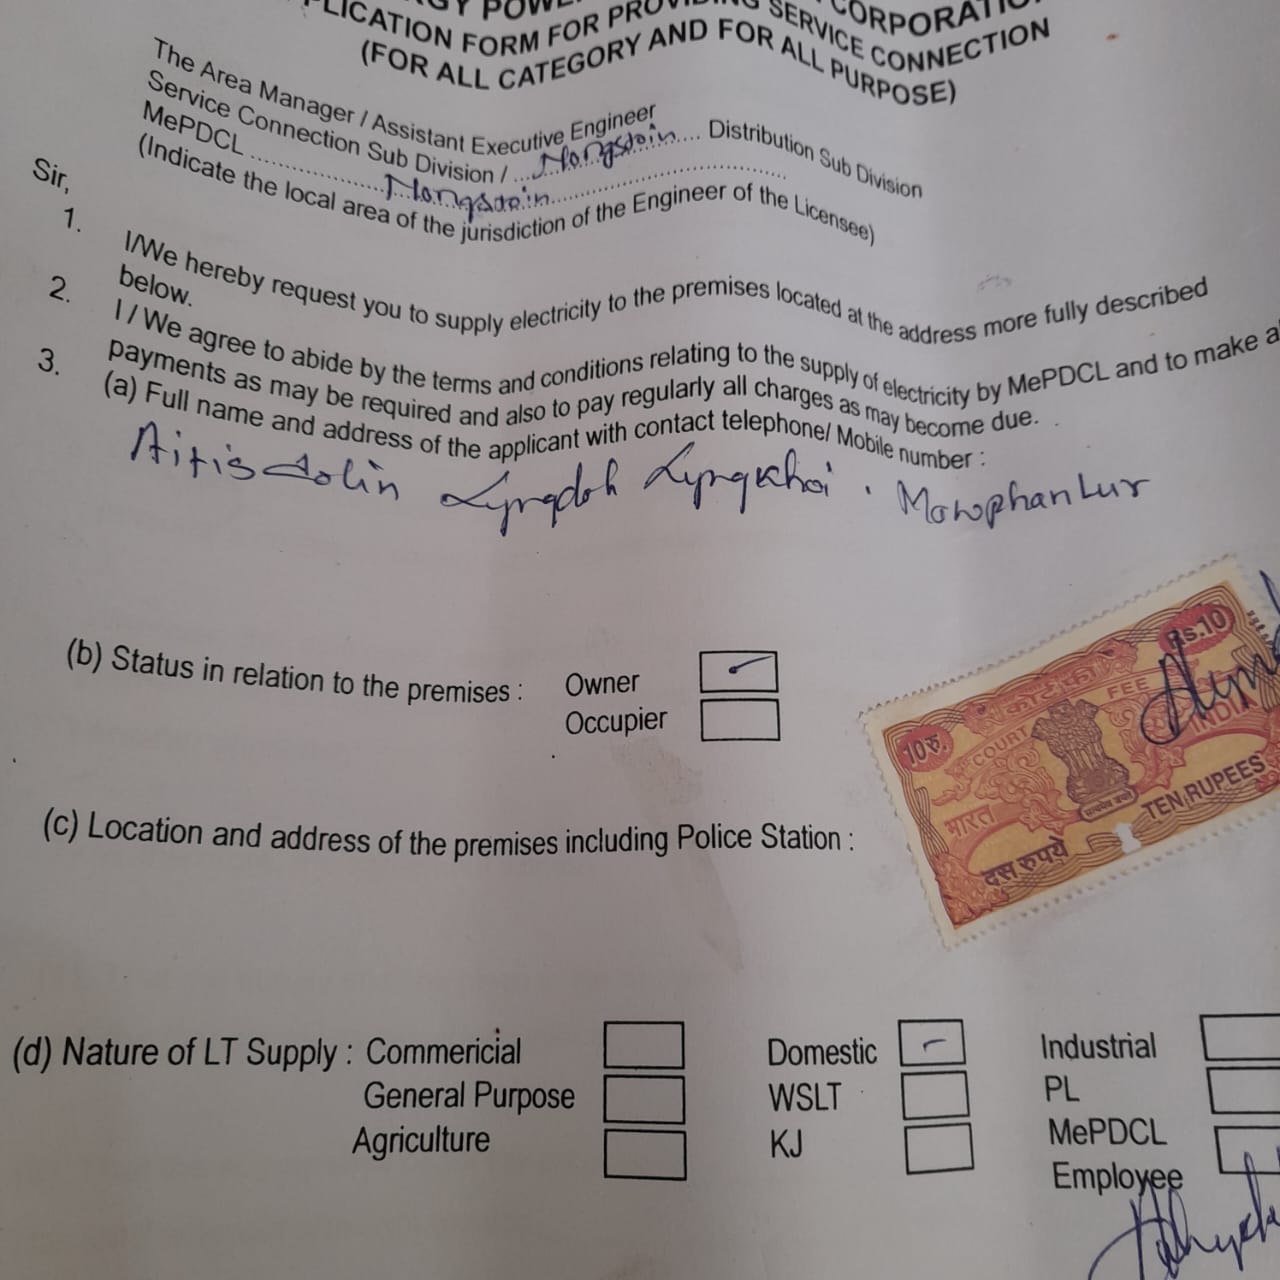 POWER CORPORATION
APPLICATION FORM FOR PROVIDING SERVICE CONNECTION
(FOR ALL CATEGORY AND FOR ALL PURPOSE)
The Area Manager / Assistant Executive Engineer
Service Connection Sub Division / ....Nongstoin.... Distribution Sub Division
MePDCL ....................Nongstoin....................
(Indicate the local area of the jurisdiction of the Engineer of the Licensee)
Sir,
1. I/We hereby request you to supply electricity to the premises located at the address more fully described
below.
2. I / We agree to abide by the terms and conditions relating to the supply of electricity by MePDCL and to make
payments as may be required and also to pay regularly all charges as may become due.
3. (a) Full name and address of the applicant with contact telephone/ Mobile number :
Lyngdoh Lyngkhoi . Mawphanlur
(b) Status in relation to the premises : Owner
Occupier
(c) Location and address of the premises including Police Station :
Rs.10
10रु. कोर्ट फीस
COURT FEE
भारत INDIA
सत्यमेव जयते
दस रुपये TEN RUPEES
(d) Nature of LT Supply : Commericial Domestic Industrial
General Purpose WSLT PL
Agriculture KJ MePDCL
Employee